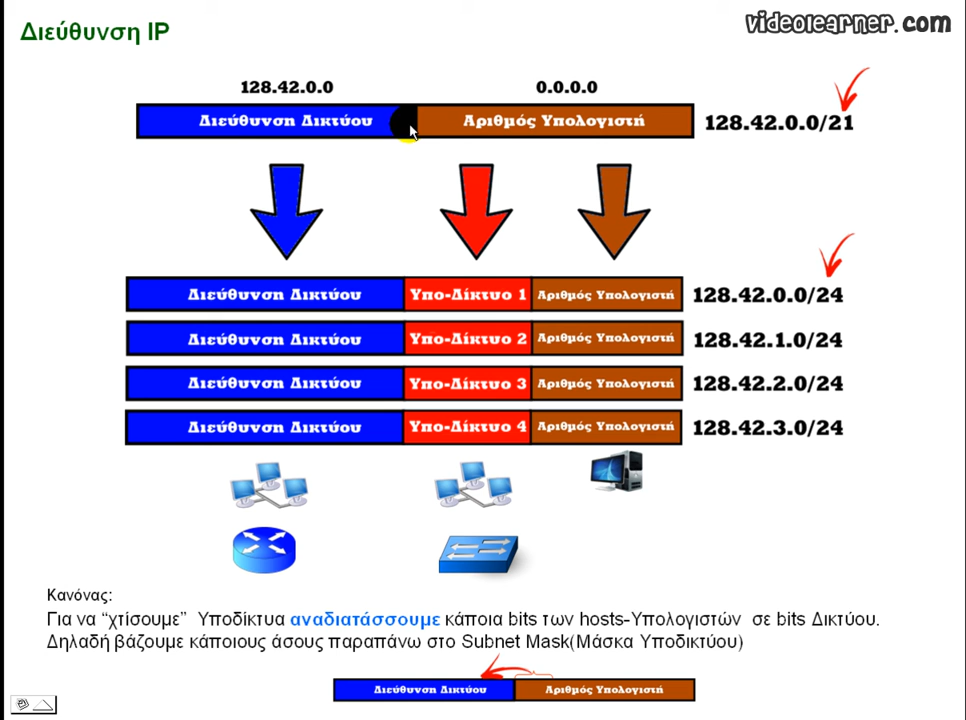 Διεύθυνση IP
videolearner.com
128.42.0.0
0.0.0.0
Διεύθυνση Δικτύου
Αριθμός Υπολογιστή
128.42.0.0/21
Διεύθυνση Δικτύου
Υπο-Δίκτυο 1
Αριθμός Υπολογιστή
128.42.0.0/24
Διεύθυνση Δικτύου
Υπο-Δίκτυο 2
Αριθμός Υπολογιστή
128.42.1.0/24
Διεύθυνση Δικτύου
Υπο-Δίκτυο 3
Αριθμός Υπολογιστή
128.42.2.0/24
Διεύθυνση Δικτύου
Υπο-Δίκτυο 4
Αριθμός Υπολογιστή
128.42.3.0/24
Κανόνας:
Για να “χτίσουμε” Υποδίκτυα αναδιατάσσουμε κάποια bits των hosts-Υπολογιστών σε bits Δικτύου.
Δηλαδή βάζουμε κάποιους άσους παραπάνω στο Subnet Mask(Μάσκα Υποδικτύου)
Διεύθυνση Δικτύου
Αριθμός Υπολογιστή